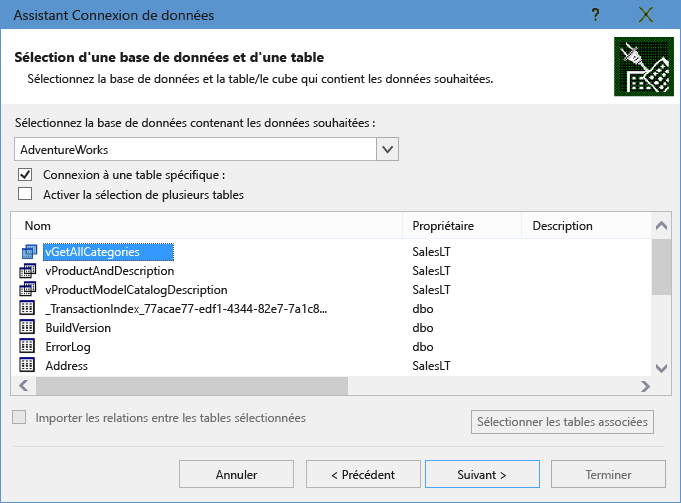 Assistant Connexion de données
?
Sélection d'une base de données et d'une table
Sélectionnez la base de données et la table/le cube qui contient les données souhaitées.
Sélectionnez la base de données contenant les données souhaitées :
AdventureWorks
Connexion à une table spécifique :
Activer la sélection de plusieurs tables
Nom Propriétaire Description
vGetAllCategories SalesLT
vProductAndDescription SalesLT
vProductModelCatalogDescription SalesLT
_TransactionIndex_77acae77-edf1-4344-82e7-7a1c8... dbo
BuildVersion dbo
ErrorLog dbo
Address SalesLT
Importer les relations entre les tables sélectionnées
Sélectionner les tables associées
Annuler < Précédent Suivant > Terminer